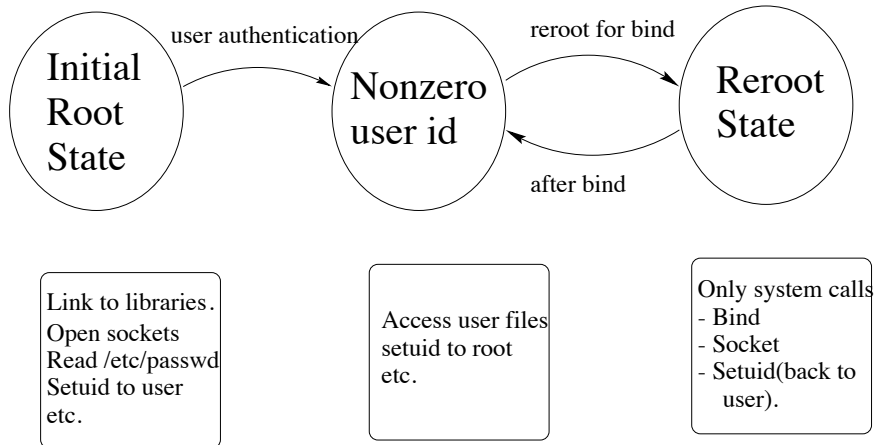 user authentication
reroot for bind
Initial
Root
State
Nonzero
user id
Reroot
State
after bind
Link to libraries.
Open sockets
Read /etc/passwd
Setuid to user
etc.
Access user files
setuid to root
etc.
Only system calls
- Bind
- Socket
- Setuid(back to
user).